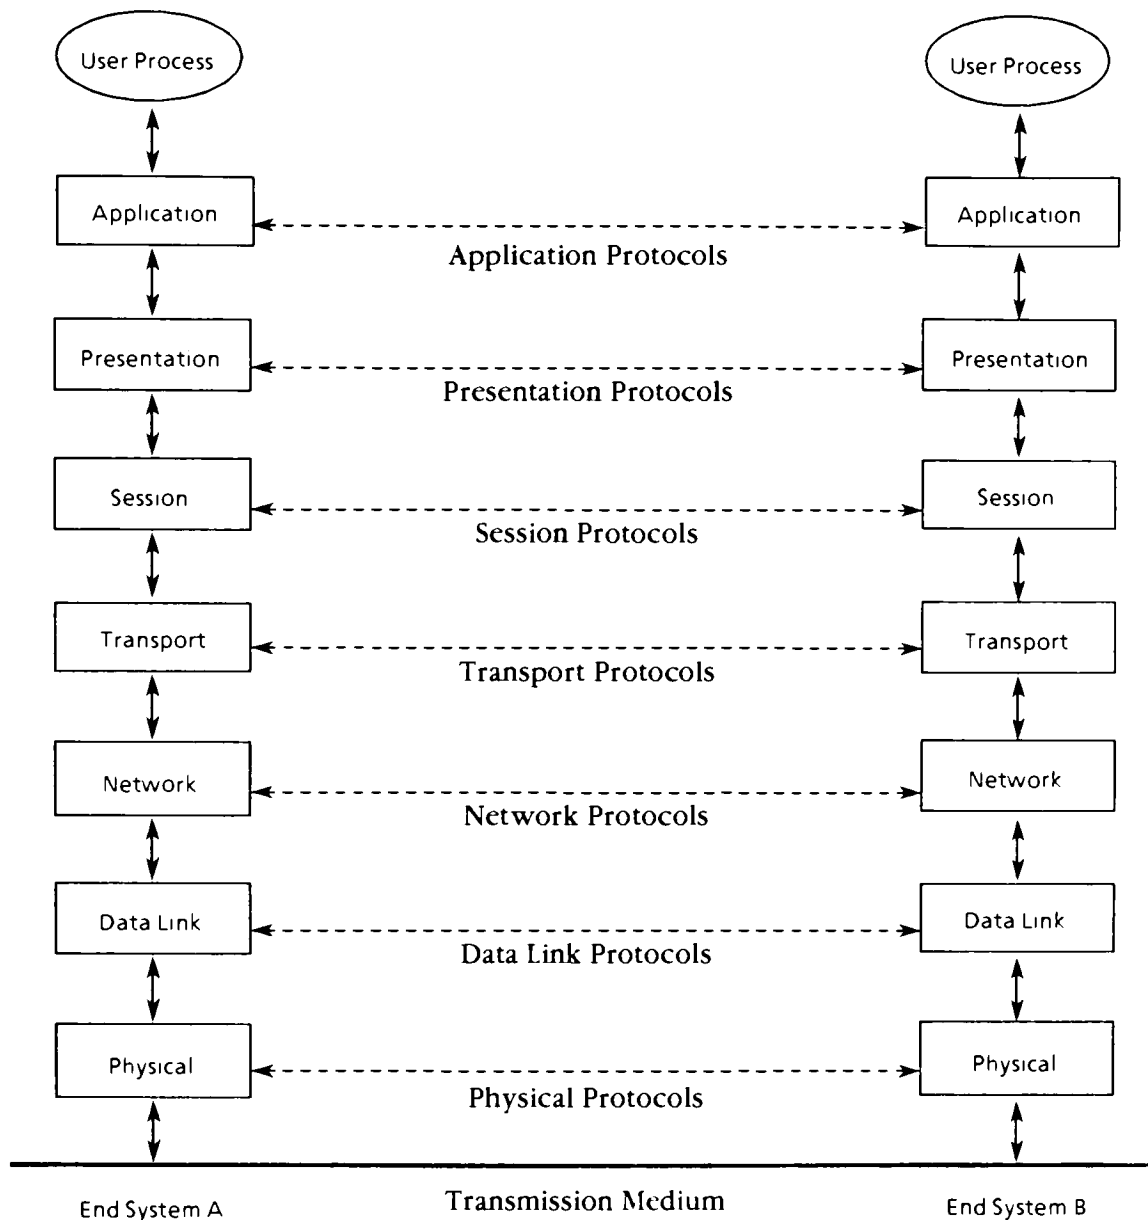 User Process
User Process
Application
Application
Application Protocols
Presentation
Presentation
Presentation Protocols
Session
Session
Session Protocols
Transport
Transport
Transport Protocols
Network
Network
Network Protocols
Data Link
Data Link
Data Link Protocols
Physical
Physical
Physical Protocols
End System A
Transmission Medium
End System B